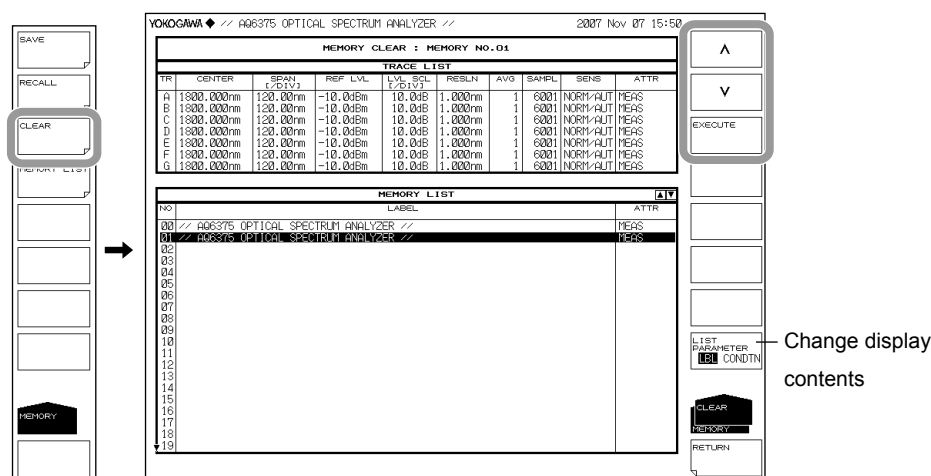 SAVE
RECALL
CLEAR
MEMORY LIST
MEMORY
YOKOGAWA ◆ // AQ6375 OPTICAL SPECTRUM ANALYZER // 2007 Nov 07 15:50
MEMORY CLEAR : MEMORY NO.01
TRACE LIST
TR CENTER SPAN [/DIV] REF LVL LVL SCL [/DIV] RESLN AVG SAMPL SENS ATTR
A 1800.000nm 120.00nm -10.0dBm 10.0dB 1.000nm 1 6001 NORM/AUT MEAS
B 1800.000nm 120.00nm -10.0dBm 10.0dB 1.000nm 1 6001 NORM/AUT MEAS
C 1800.000nm 120.00nm -10.0dBm 10.0dB 1.000nm 1 6001 NORM/AUT MEAS
D 1800.000nm 120.00nm -10.0dBm 10.0dB 1.000nm 1 6001 NORM/AUT MEAS
E 1800.000nm 120.00nm -10.0dBm 10.0dB 1.000nm 1 6001 NORM/AUT MEAS
F 1800.000nm 120.00nm -10.0dBm 10.0dB 1.000nm 1 6001 NORM/AUT MEAS
G 1800.000nm 120.00nm -10.0dBm 10.0dB 1.000nm 1 6001 NORM/AUT MEAS
MEMORY LIST
NO LABEL ATTR
00 // AQ6375 OPTICAL SPECTRUM ANALYZER // MEAS
01 // AQ6375 OPTICAL SPECTRUM ANALYZER // MEAS
02
03
04
05
06
07
08
09
10
11
12
13
14
15
16
17
18
19
EXECUTE
LIST
PARAMETER
LBL CONDTN
CLEAR
MEMORY
RETURN
Change display
contents